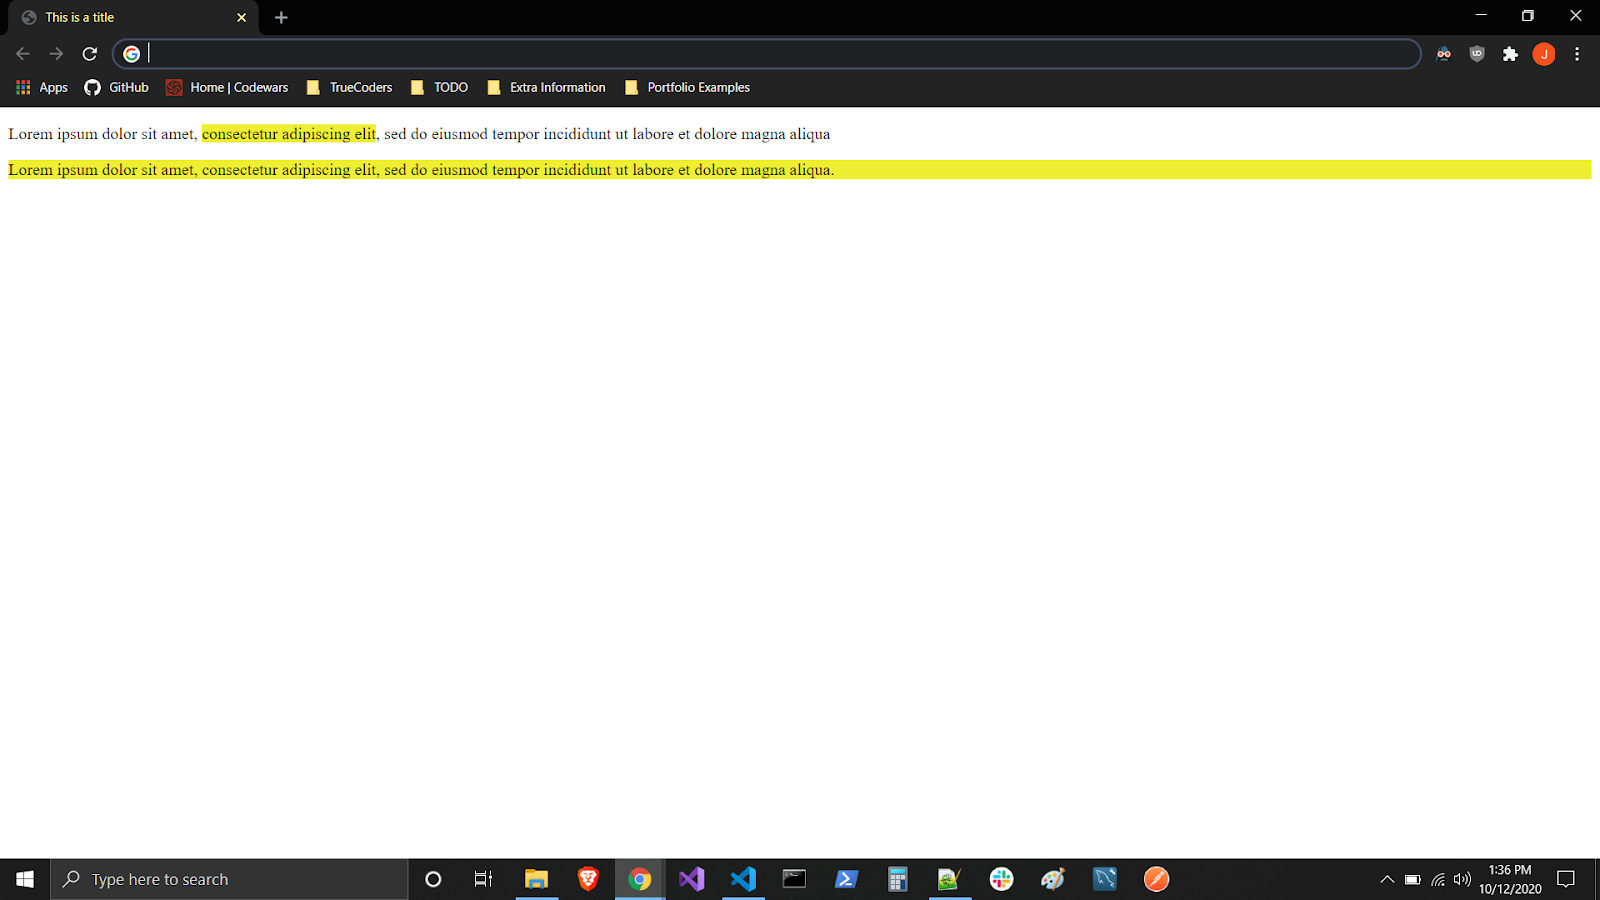 This is a title
Apps GitHub Home | Codewars TrueCoders TODO Extra Information Portfolio Examples
J
Lorem ipsum dolor sit amet, consectetur adipiscing elit, sed do eiusmod tempor incididunt ut labore et dolore magna aliqua
Lorem ipsum dolor sit amet, consectetur adipiscing elit, sed do eiusmod tempor incididunt ut labore et dolore magna aliqua.
Type here to search
1:36 PM
10/12/2020